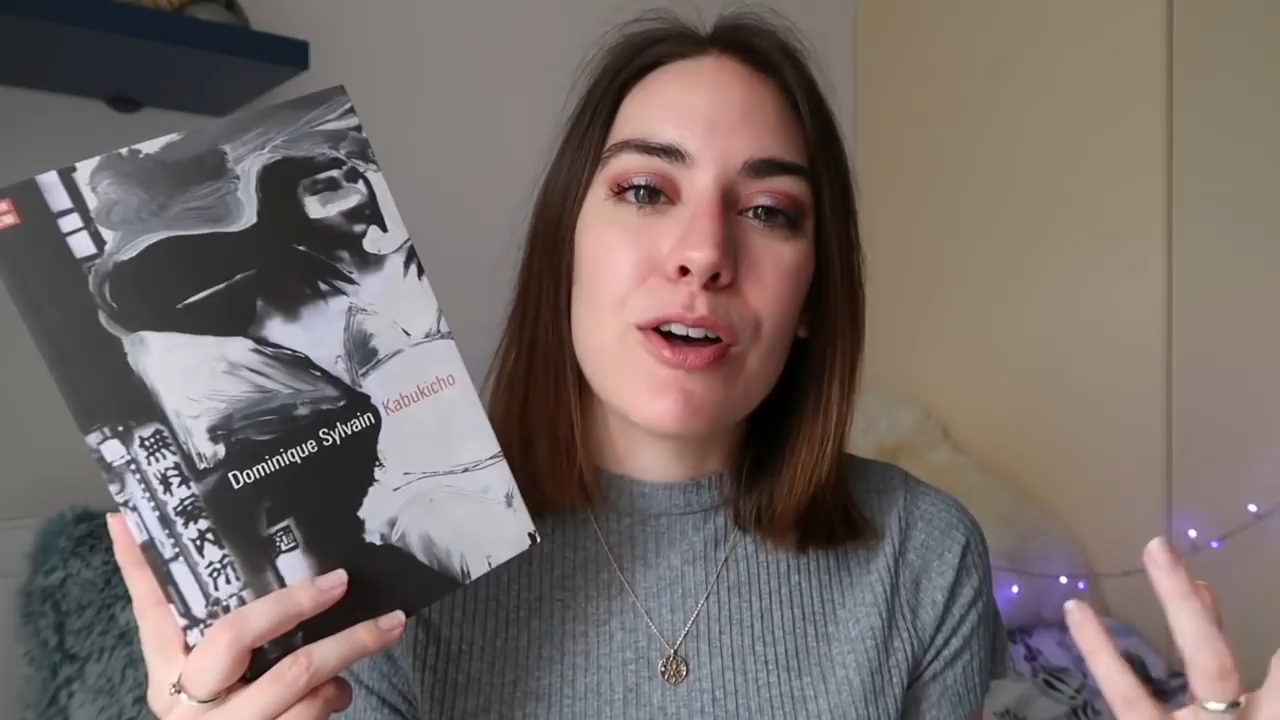 Dominique Sylvain Kabukicho
無料案内所